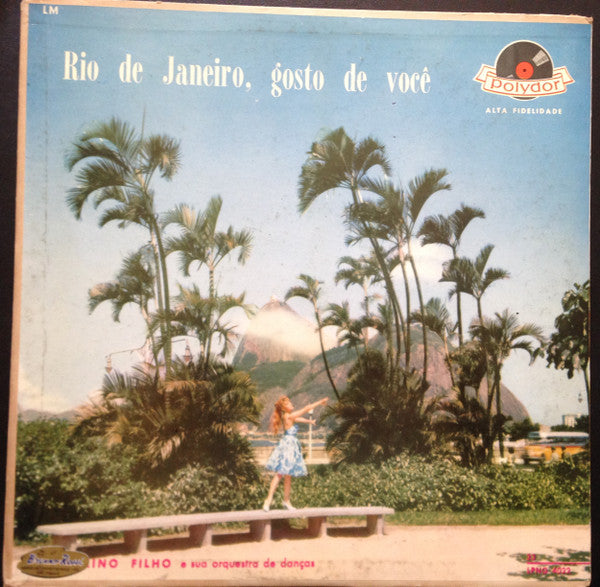 LM
Rio de Janeiro, gosto de você
polydor
ALTA FIDELIDADE
INO FILHO e sua orquestra de danças